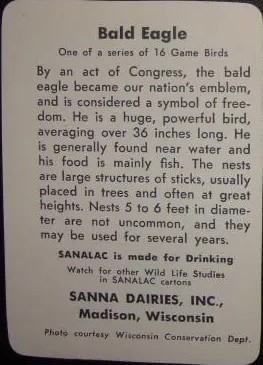 Bald Eagle
One of a series of 16 Game Birds
By an act of Congress, the bald
eagle became our nation's emblem,
and is considered a symbol of free-
dom. He is a huge, powerful bird,
averaging over 36 inches long. He
is generally found near water and
his food is mainly fish. The nests
are large structures of sticks, usually
placed in trees and often at great
heights. Nests 5 to 6 feet in diame-
ter are not uncommon, and they
may be used for several years.
SANALAC is made for Drinking
Watch for other Wild Life Studies
in SANALAC cartons
SANNA DAIRIES, INC.,
Madison, Wisconsin
Photo courtesy Wisconsin Conservation Dept.